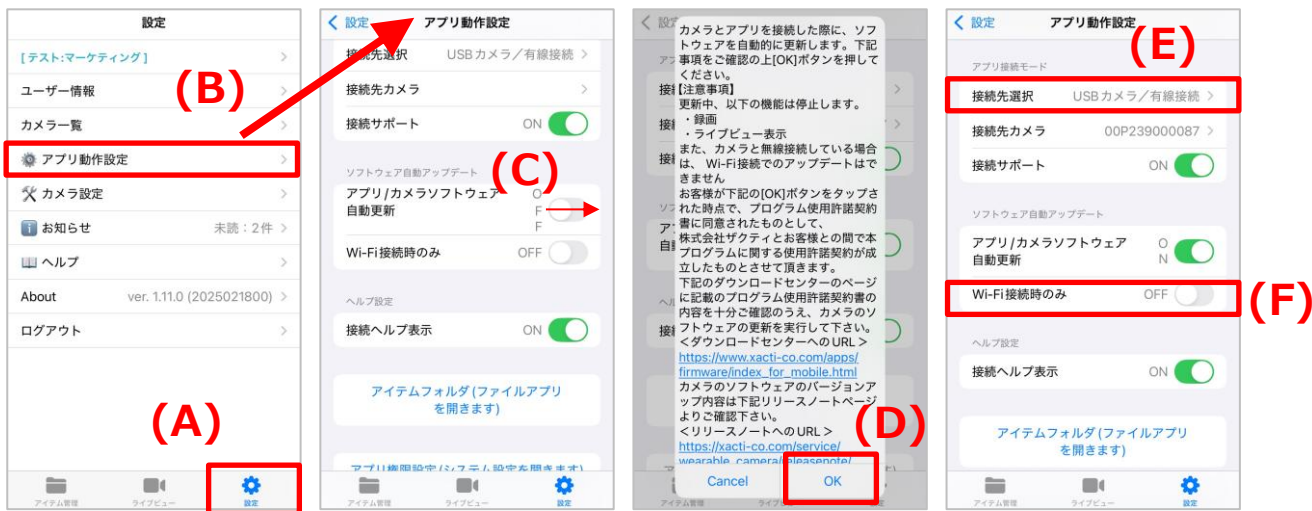 設定
[テスト:マーケティング]
ユーザー情報
カメラ一覧
アプリ動作設定
カメラ設定
お知らせ 未読：2件
ヘルプ
About ver. 1.11.0 (2025021800)
ログアウト
(A)
(B)
アイテム管理 ライブビュー 設定
設定 アプリ動作設定
接続先選択 USBカメラ／有線接続
接続先カメラ
接続サポート ON
ソフトウェア自動アップデート
(C)
アプリ/カメラソフトウェア
自動更新 OFF
Wi-Fi接続時のみ OFF
ヘルプ設定
接続ヘルプ表示 ON
アイテムフォルダ(ファイルアプリ
を開きます)
アプリ権限設定(システム設定を開きます)
アイテム管理 ライブビュー 設定
カメラとアプリを接続した際に、ソフ
トウェアを自動的に更新します。下記
事項をご確認の上[OK]ボタンを押して
ください。
【注意事項】
更新中、以下の機能は停止します。
・録画
・ライブビュー表示
また、カメラと無線接続している場合
は、 Wi-Fi接続でのアップデートはで
きません
お客様が下記の[OK]ボタンをタップさ
れた時点で、プログラム使用許諾契約
書に同意されたものとして、
株式会社ザクティとお客様との間で本
プログラムに関する使用許諾契約が成
立したものとさせて頂きます。
下記のダウンロードセンターのページ
に記載のプログラム使用許諾契約書の
内容を十分ご確認のうえ、カメラのソ
フトウェアの更新を実行して下さい。
＜ダウンロードセンターへのURL＞
https://www.xacti-co.com/apps/
firmware/index_for_mobile.html
カメラのソフトウェアのバージョンア
ップ内容は下記リリースノートページ
よりご確認下さい。
＜リリースノートへのURL＞
https://xacti-co.com/service/
wearable_camera/releasenote/
(D)
Cancel OK
設定 アプリ動作設定
(E)
アプリ接続モード
接続先選択 USBカメラ／有線接続
接続先カメラ 00P239000087
接続サポート ON
ソフトウェア自動アップデート
アプリ/カメラソフトウェア
自動更新 ON
Wi-Fi接続時のみ OFF
(F)
ヘルプ設定
接続ヘルプ表示 ON
アイテムフォルダ(ファイルアプリ
を開きます)
アイテム管理 ライブビュー 設定